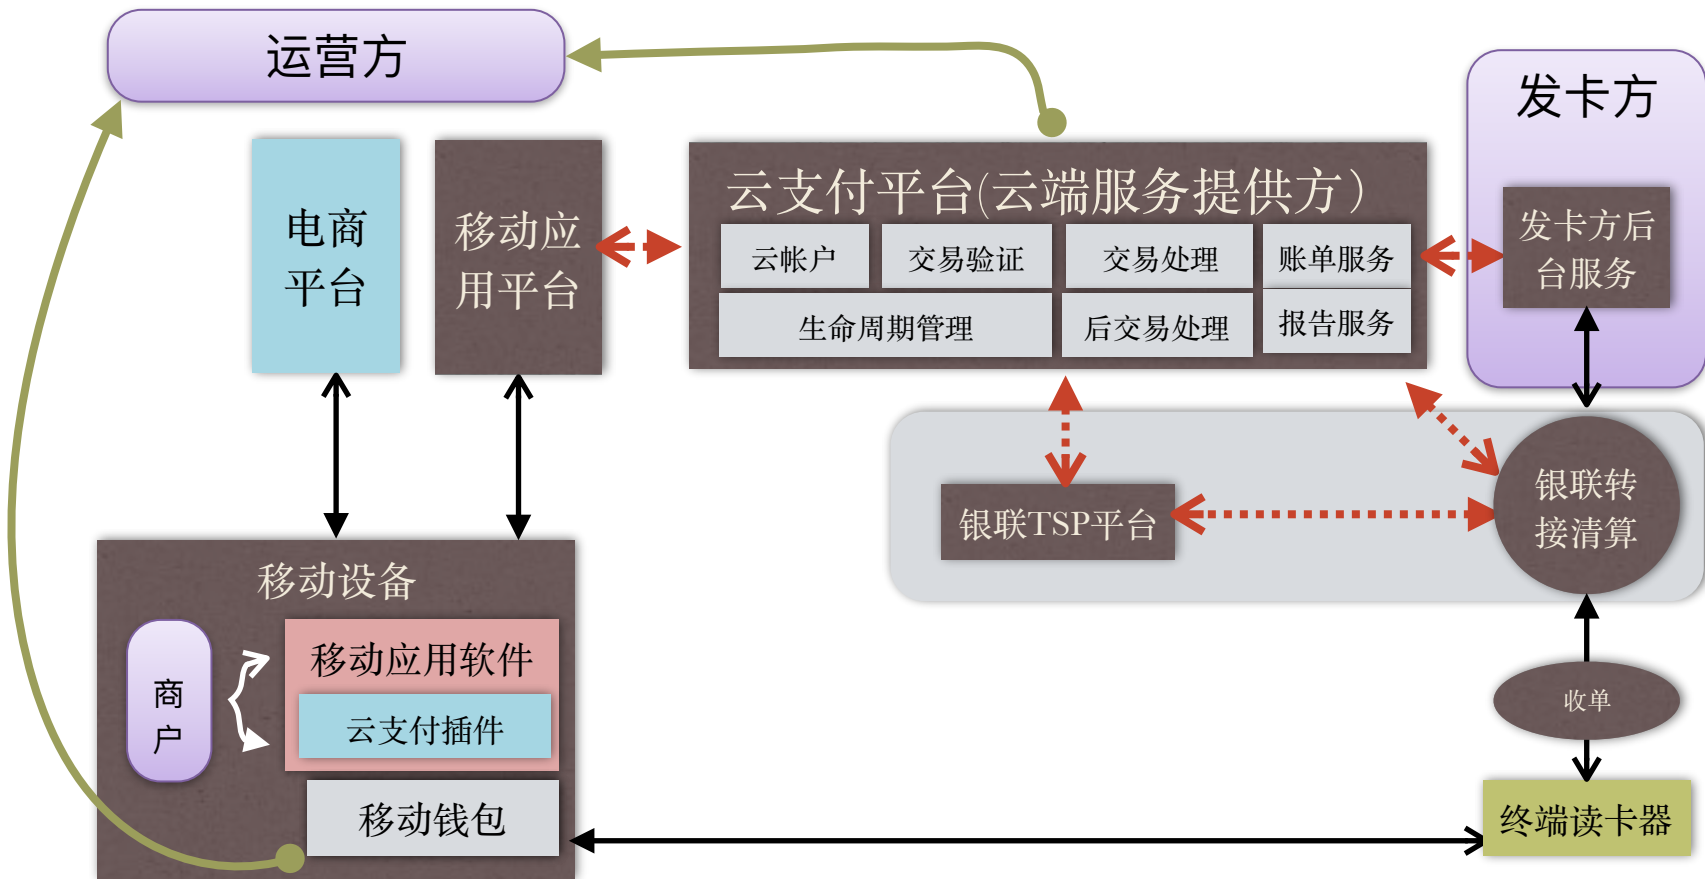 运营方
发卡方
电商
平台
移动应
用平台
云支付平台(云端服务提供方）
云帐户
交易验证
交易处理
账单服务
生命周期管理
后交易处理
报告服务
发卡方后
台服务
银联TSP平台
银联转
接清算
移动设备
商
户
移动应用软件
云支付插件
移动钱包
收单
终端读卡器